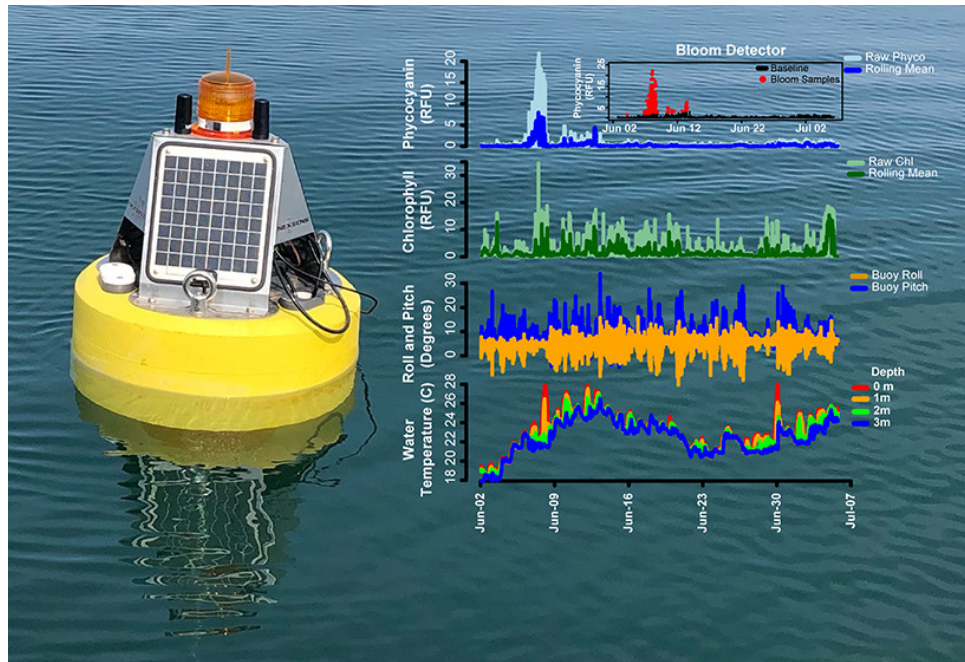 Bloom Detector
Raw Phyco
Rolling Mean
Baseline
Bloom Samples
Phycocyanin
(RFU)
5 15 25
Jun 02 Jun 12 Jun 22 Jul 02
Phycocyanin
(RFU)
0 5 10 15 20
Raw Chl
Rolling Mean
Chlorophyll
(RFU)
0 10 20 30
Buoy Roll
Buoy Pitch
Roll and Pitch
(Degrees)
0 10 20 30
Depth
0 m
1m
2m
3m
Water
Temperature (C)
18 20 22 24 26 28
Jun-02
Jun-09
Jun-16
Jun-23
Jun-30
Jul-07
NEXSENS